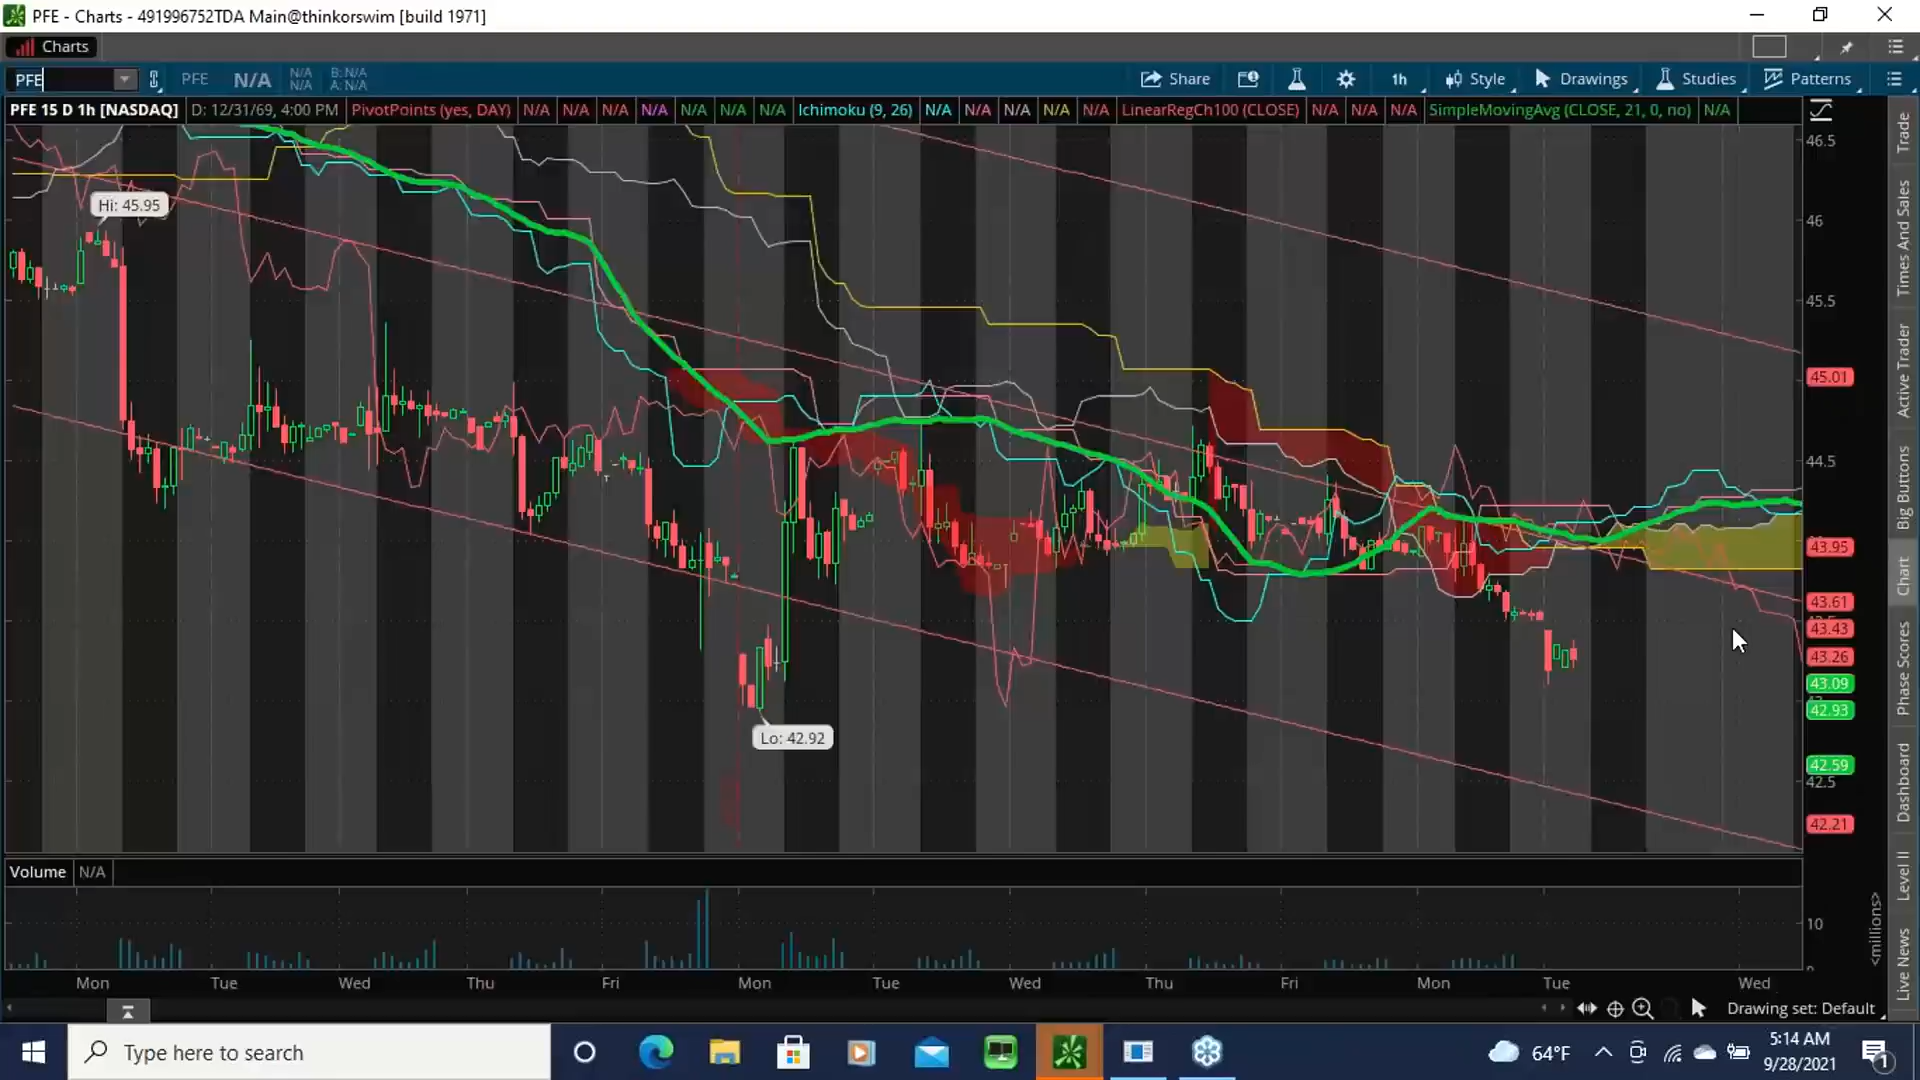 PFE - Charts - 491996752TDA Main@thinkorswim [build 1971]
Charts
PFE PFE N/A N/A N/A B: N/A A: N/A Share 1h Style Drawings Studies Patterns
PFE 15 D 1h [NASDAQ] D: 12/31/69, 4:00 PM PivotPoints (yes, DAY) N/A N/A N/A N/A N/A N/A N/A Ichimoku (9, 26) N/A N/A N/A N/A N/A LinearRegCh100 (CLOSE) N/A N/A N/A SimpleMovingAvg (CLOSE, 21, 0, no) N/A
46.5
Hi: 45.95
46
45.5
45.01
44.5
43.95
43.61
43.43
43.26
43.09
42.93
Lo: 42.92
42.59
42.5
42.21
Trade
Times And Sales
Active Trader
Big Buttons
Chart
Phase Scores
Dashboard
Level II
Live News
Volume N/A
10
<millions>
Mon Tue Wed Thu Fri Mon Tue Wed Thu Fri Mon Tue Wed
Drawing set: Default
Type here to search
64°F
5:14 AM
9/28/2021
1